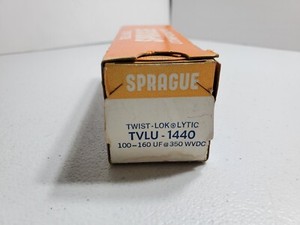 SPRAGUE
TWIST-LOK® LYTIC
TVLU - 1440
100-160 UF @ 350 WVDC